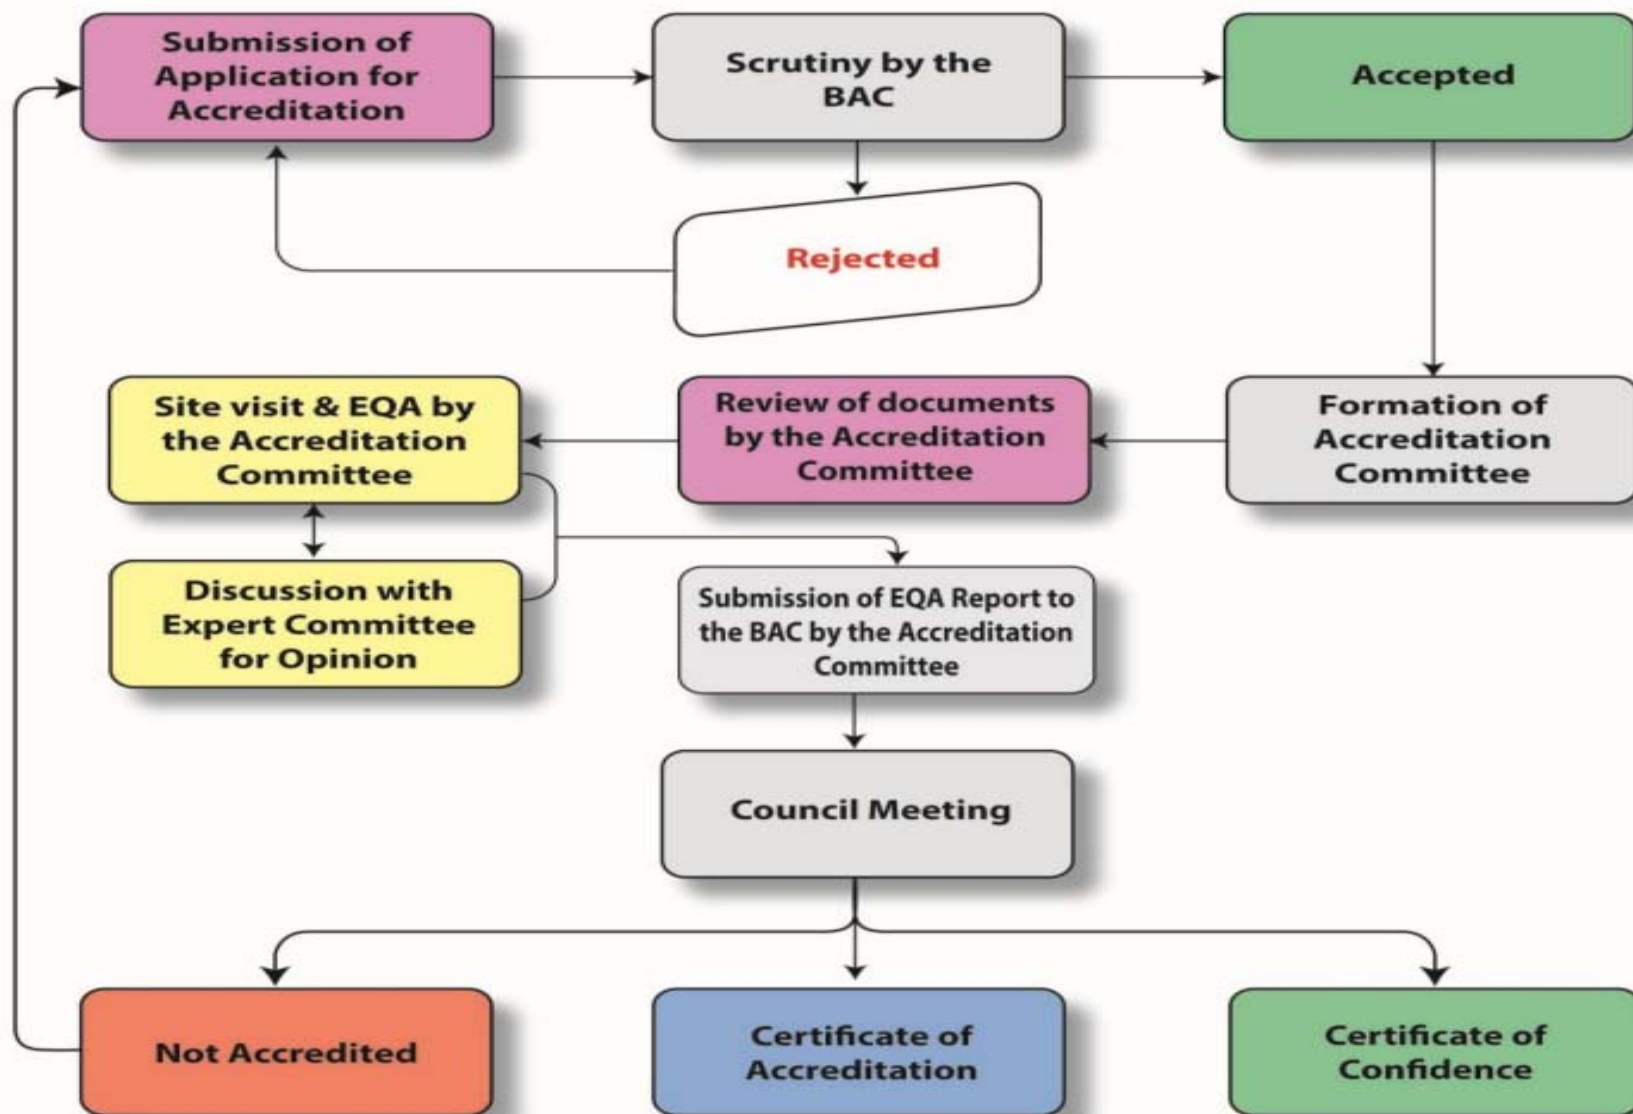 Submission of
Application for
Accreditation
Scrutiny by the
BAC
Accepted
Rejected
Site visit & EQA by
the Accreditation
Committee
Review of documents
by the Accreditation
Committee
Formation of
Accreditation
Committee
Discussion with
Expert Committee
for Opinion
Submission of EQA Report to
the BAC by the Accreditation
Committee
Council Meeting
Not Accredited
Certificate of
Accreditation
Certificate of
Confidence